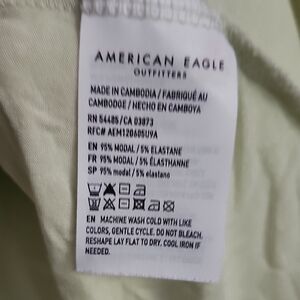 AMERICAN EAGLE
OUTFITTERS
MADE IN CAMBODIA / FABRIQUÉ AU
CAMBODGE / HECHO EN CAMBOYA
RN 54485/CA 03873
RFC# AEM120605UYA
EN 95% MODAL / 5% ELASTANE
FR 95% MODAL / 5% ÉLASTHANNE
SP 95% modal / 5% elastano
EN MACHINE WASH COLD WITH LIKE
COLORS, GENTLE CYCLE. DO NOT BLEACH.
RESHAPE LAY FLAT TO DRY. COOL IRON IF
NEEDED.